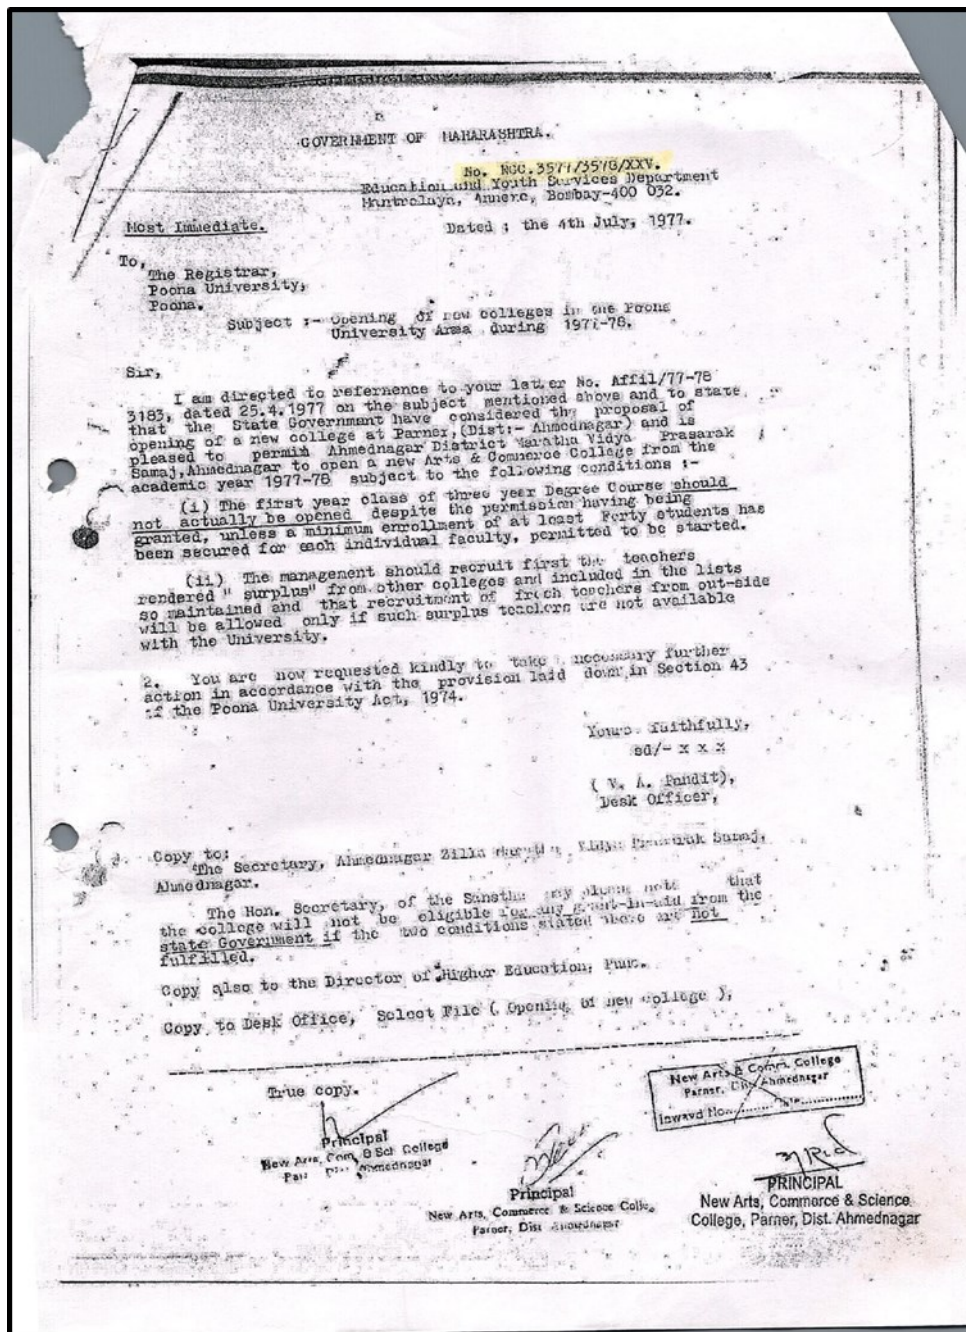 GOVERNMENT OF MAHARASHTRA.
No. NGC.3577/3578/XXV.
Education and Youth Services Department
Mantralaya, Annexe, Bombay-400 032.
Most Immediate.
Dated : the 4th July, 1977.
To,
The Registrar,
Poona University,
Poona.
Subject :- Opening of new colleges in the Poona
University Area during 1977-78.
Sir,
I am directed to refernence to your letter No. Affil/77-78
3183, dated 25.4.1977 on the subject mentioned above and to state
that the State Government have considered the proposal of
opening of a new college at Parner,(Dist:- Ahmednagar) and is
pleased to permit Ahmednagar District Maratha Vidya Prasarak
Samaj,Ahmednagar to open a new Arts & Commerce College from the
academic year 1977-78 subject to the following conditions :-
(i) The first year class of three year Degree Course should
not actually be opened despite the permission having being
granted, unless a minimum enrollment of at least Forty students has
been secured for each individual faculty, permitted to be started.
(ii) The management should recruit first the teachers
rendered " surplus" from other colleges and included in the lists
so maintained and that recruitment of fresh teachers from out-side
will be allowed only if such surplus teachers are not available
with the University.
2. You are now requested kindly to take necessary further
action in accordance with the provision laid down in Section 43
of the Poona University Act, 1974.
Yours faithfully,
sd/- x x x
( V. A. Pandit),
Desk Officer,
Copy to:
The Secretary, Ahmednagar Zilla Maratha Vidya Prasarak Samaj,
Ahmednagar.
The Hon. Secretary, of the Sanstha may please note that
the college will not be eligible for any grant-in-aid from the
state Government if the two conditions stated above are not
fulfilled.
Copy also to the Director of Higher Education, Pune.
Copy to Desk Office, Select File ( Opening of new college ),
True copy.
New Arts & Comm. College
Parner, Dist. Ahmednagar
Inward No.......... Date...............
Principal
New Arts, Com. & Sci. College
Dist. Ahmednagar
Principal
New Arts, Commerce & Science
Parner, Dist Ahmednagar
PRINCIPAL
New Arts, Commerce & Science
College, Parner, Dist. Ahmednagar